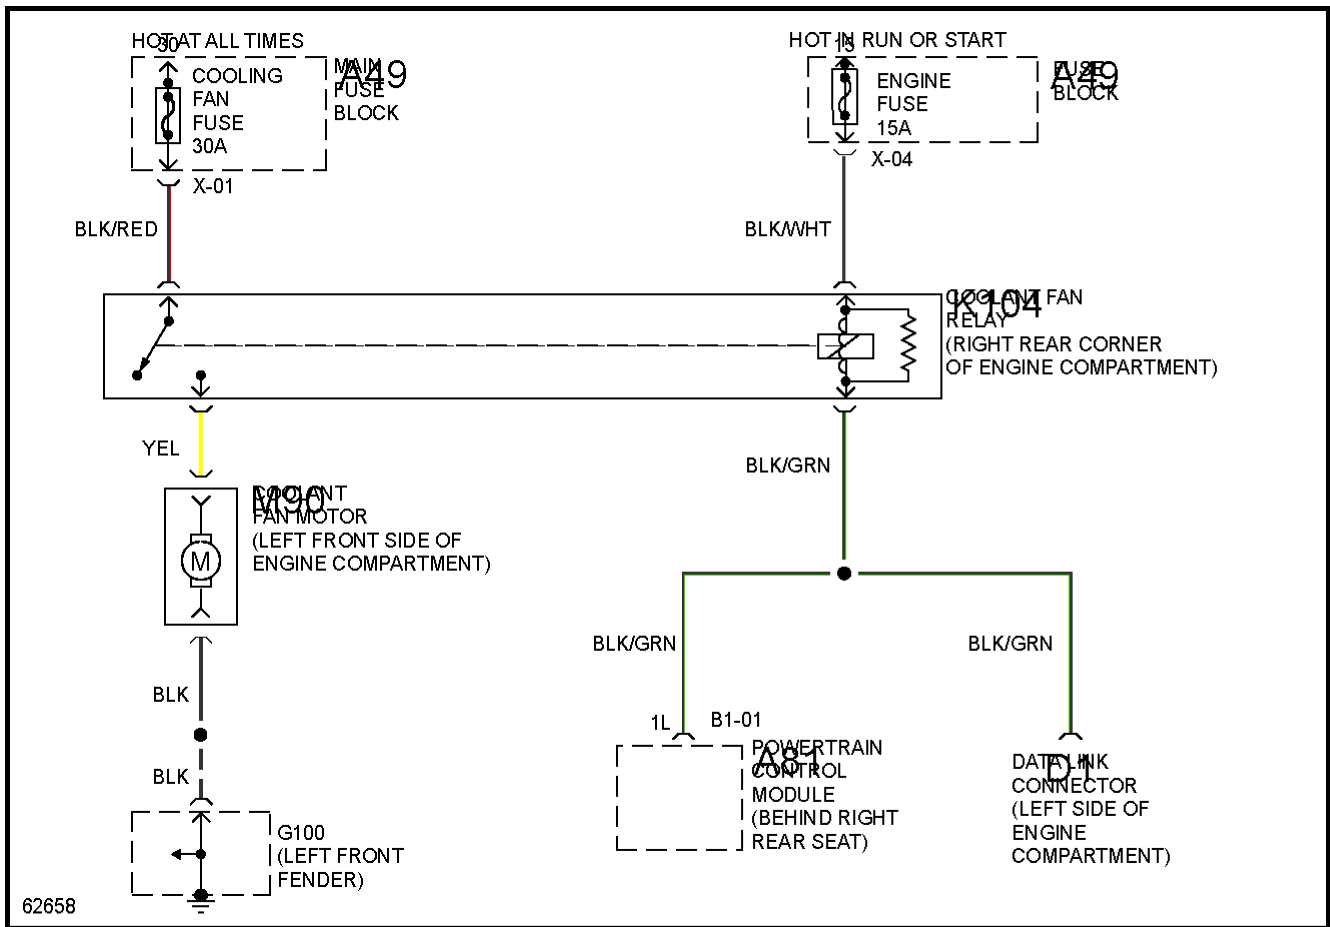 HOT AT ALL TIMES
30
COOLING
FAN
FUSE
30A
MAIN
FUSE
BLOCK
A49
X-01
BLK/RED
HOT IN RUN OR START
15
ENGINE
FUSE
15A
FUSE
BLOCK
A49
X-04
BLK/WHT
COOLANT FAN
RELAY
(RIGHT REAR CORNER
OF ENGINE COMPARTMENT)
K104
YEL
BLK/GRN
COOLANT
FAN MOTOR
(LEFT FRONT SIDE OF
ENGINE COMPARTMENT)
M90
M
BLK
BLK
G100
(LEFT FRONT
FENDER)
BLK/GRN
BLK/GRN
1L
B1-01
POWERTRAIN
CONTROL
MODULE
(BEHIND RIGHT
REAR SEAT)
A81
DATA LINK
CONNECTOR
(LEFT SIDE OF
ENGINE
COMPARTMENT)
D1
62658